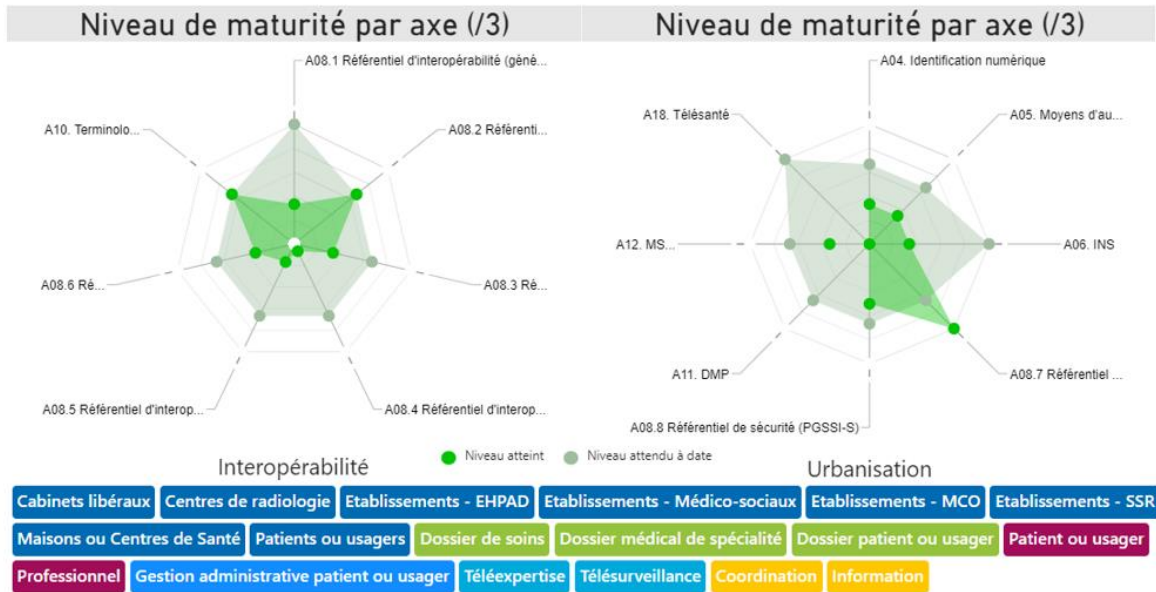 Niveau de maturité par axe (/3) Niveau de maturité par axe (/3)
A08.1 Référentiel d'interopérabilité (géné...
A10. Terminolo...
A08.2 Référenti...
A08.6 Ré...
A08.3 Ré...
A08.5 Référentiel d'interop...
A08.4 Référentiel d'interop...
A04. Identification numérique
A18. Télésanté
A05. Moyens d'au...
A12. MS...
A06. INS
A11. DMP
A08.7 Référentiel ...
A08.8 Référentiel de sécurité (PGSSI-S)
Interopérabilité
Niveau atteint Niveau attendu à date
Urbanisation
Cabinets libéraux Centres de radiologie Etablissements - EHPAD Etablissements - Médico-sociaux Etablissements - MCO Etablissements - SSR
Maisons ou Centres de Santé Patients ou usagers Dossier de soins Dossier médical de spécialité Dossier patient ou usager Patient ou usager
Professionnel Gestion administrative patient ou usager Téléexpertise Télésurveillance Coordination Information